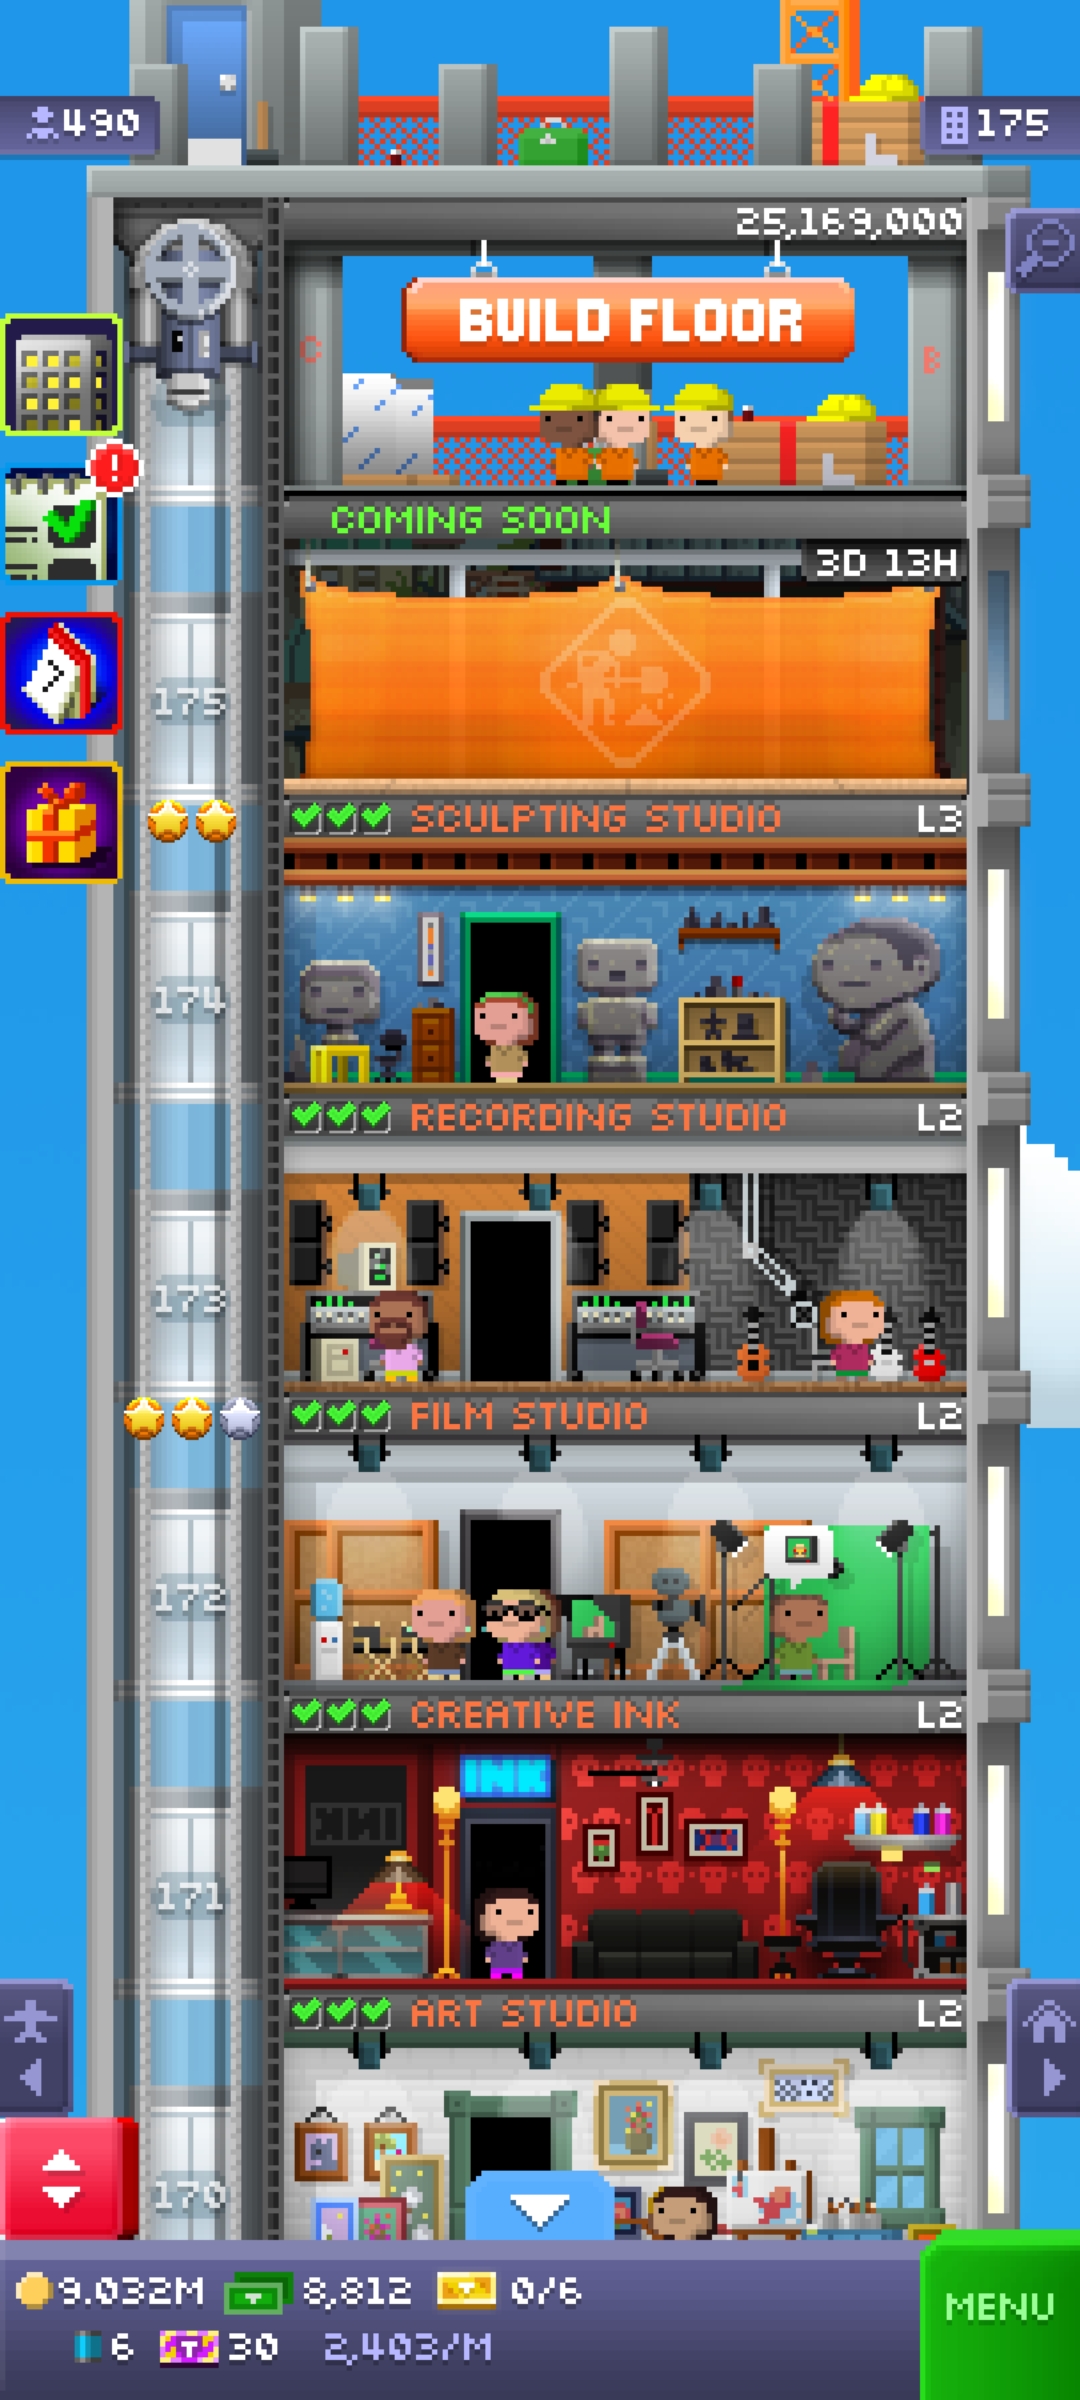 490
175
25,169,000
BUILD FLOOR
C
B
COMING SOON
3D 13H
175
SCULPTING STUDIO L3
174
RECORDING STUDIO L2
173
FILM STUDIO L2
172
CREATIVE INK L2
INK
171
ART STUDIO L2
170
9.032M 8,812 0/6
6 T 30 2,403/M
MENU